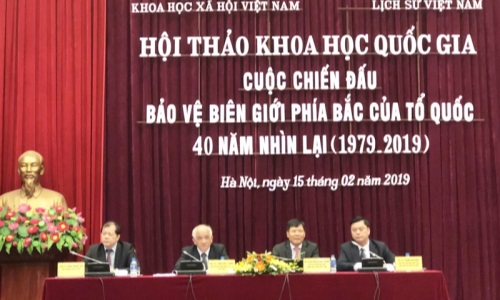 KHOA HỌC XÃ HỘI VIỆT NAM
LỊCH SỬ VIỆT NAM
HỘI THẢO KHOA HỌC QUỐC GIA
CUỘC CHIẾN ĐẤU
BẢO VỆ BIÊN GIỚI PHÍA BẮC CỦA TỔ QUỐC
40 NĂM NHÌN LẠI (1979-2019)
Hà Nội, ngày 15 tháng 02 năm 2019